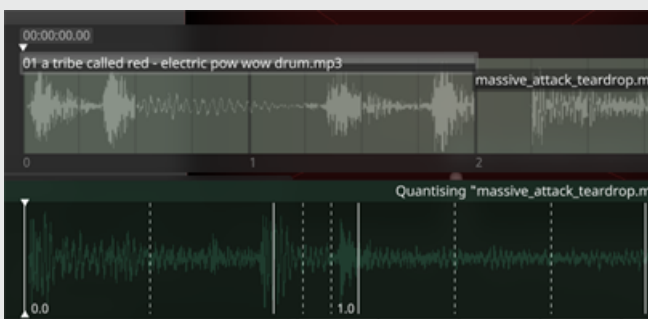 00:00:00.00
01 a tribe called red - electric pow wow drum.mp3
massive_attack_teardrop.m
0 1 2
Quantising "massive_attack_teardrop.m
0.0 1.0